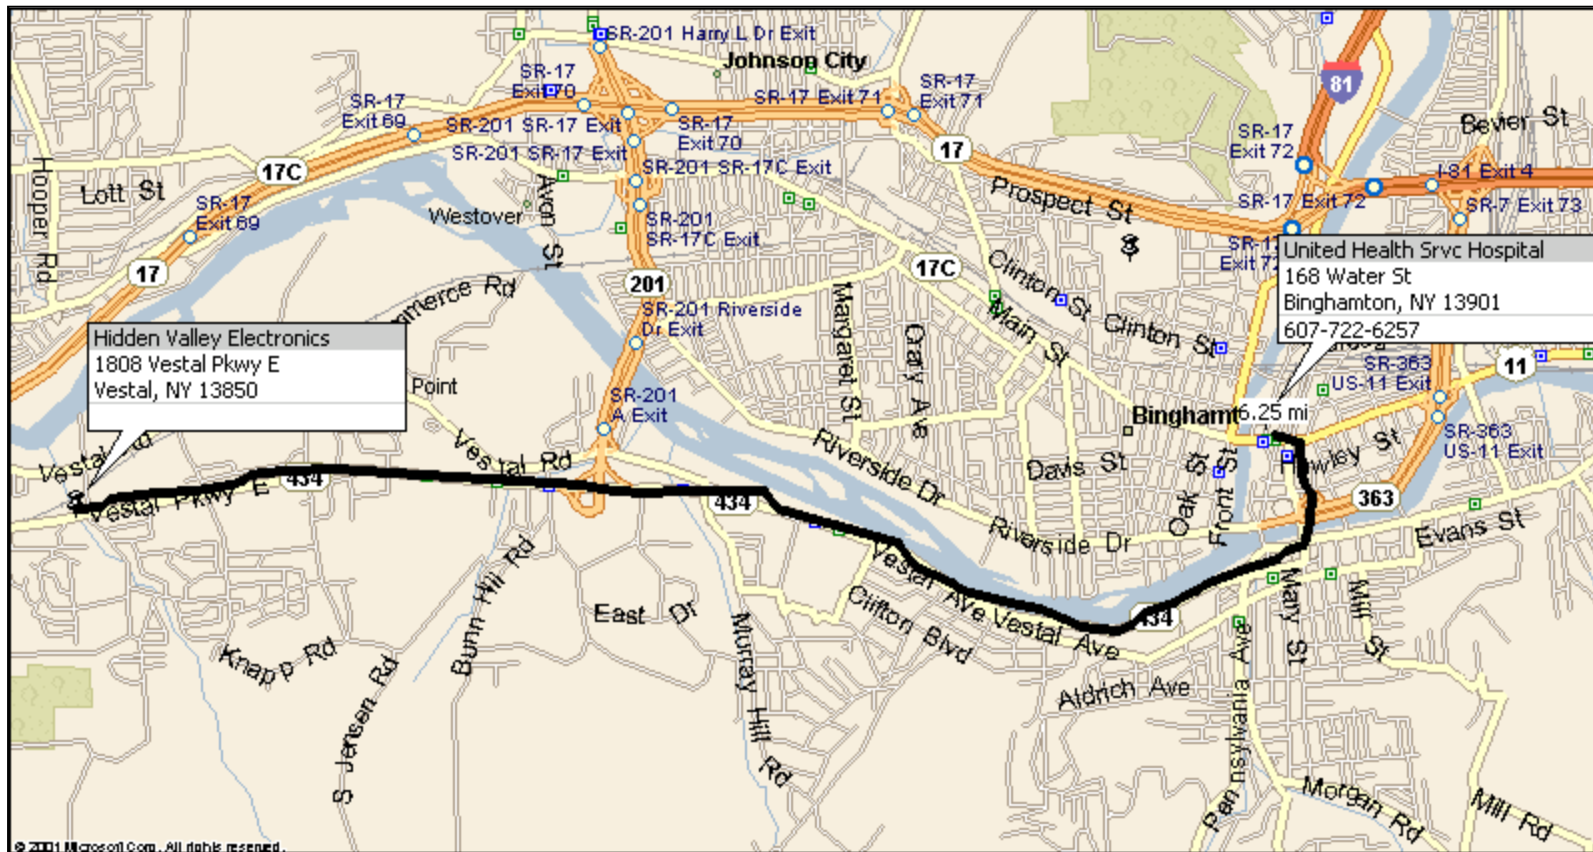 SR-201 Harry L Dr Exit
Johnson City
SR-17
Exit 70
SR-17
Exit 69
SR-17 Exit 71
SR-17
Exit 71
81
SR-201 SR-17 Exit
SR-17
Exit 70
SR-201 SR-17 Exit
17
SR-17
Exit 72
Bevier St
Hooper Rd
17C
Lott St
SR-201 SR-17C Exit
I-81 Exit 4
Prospect St
SR-17 Exit 72
SR-7 Exit 73
Westover
Avon St
SR-17
Exit 69
SR-201
SR-17C Exit
17
201
17C
Clinton St
Clinton St
United Health Srvc Hospital
168 Water St
Binghamton, NY 13901
607-722-6257
SR-201 Riverside
Dr Exit
Margaret St
Main St
Hidden Valley Electronics
1808 Vestal Pkwy E
Vestal, NY 13850
Point
SR-363
US-11 Exit
11
SR-201
A Exit
Binghamt
6.25 mi
SR-363
US-11 Exit
Vestal Rd
Vestal Rd
Riverside Dr
Davis St
Oak St
Front St
Vestal Pkwy E
434
434
363
Riverside Dr
Evans St
Vestal Ave
Vestal Ave
434
Clifton Blvd
East Dr
Knapp Rd
S Jensen Rd
Murray Hill Rd
Aldrich Ave
Pennsylvania Ave
Mary St
Mill St
Morgan Rd
Mill Rd
© 2001 Microsoft Corp. All rights reserved.